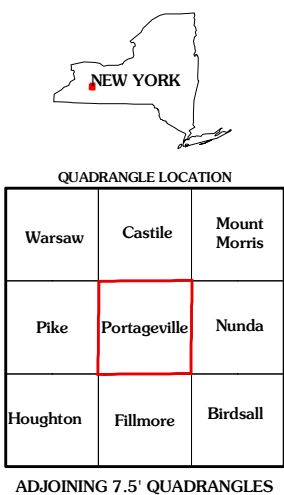 NEW YORK
QUADRANGLE LOCATION
Warsaw
Castile
Mount
Morris
Pike
Portageville
Nunda
Houghton
Fillmore
Birdsall
ADJOINING 7.5' QUADRANGLES